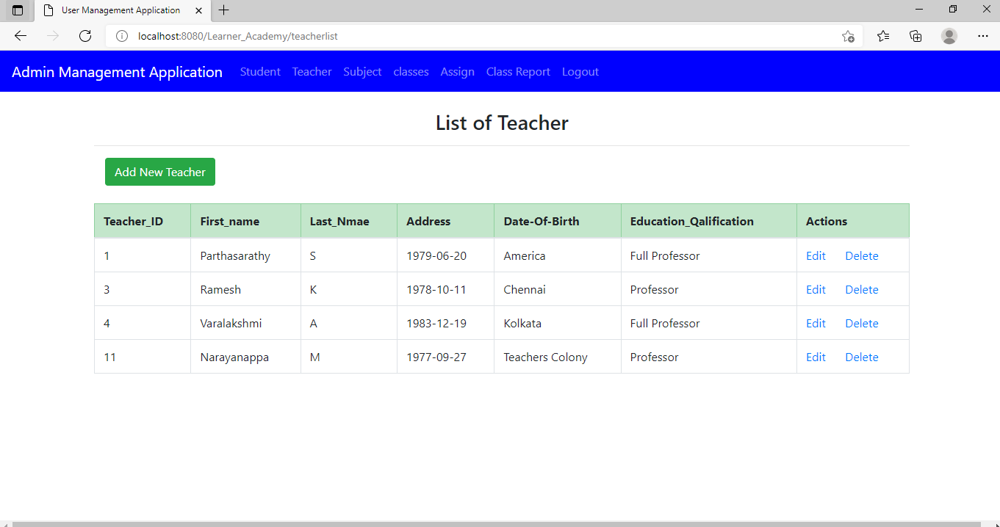 User Management Application
localhost:8080/Learner_Academy/teacherlist
Admin Management Application Student Teacher Subject classes Assign Class Report Logout
List of Teacher
Add New Teacher
Teacher_ID First_name Last_Nmae Address Date-Of-Birth Education_Qalification Actions
1 Parthasarathy S 1979-06-20 America Full Professor Edit Delete
3 Ramesh K 1978-10-11 Chennai Professor Edit Delete
4 Varalakshmi A 1983-12-19 Kolkata Full Professor Edit Delete
11 Narayanappa M 1977-09-27 Teachers Colony Professor Edit Delete